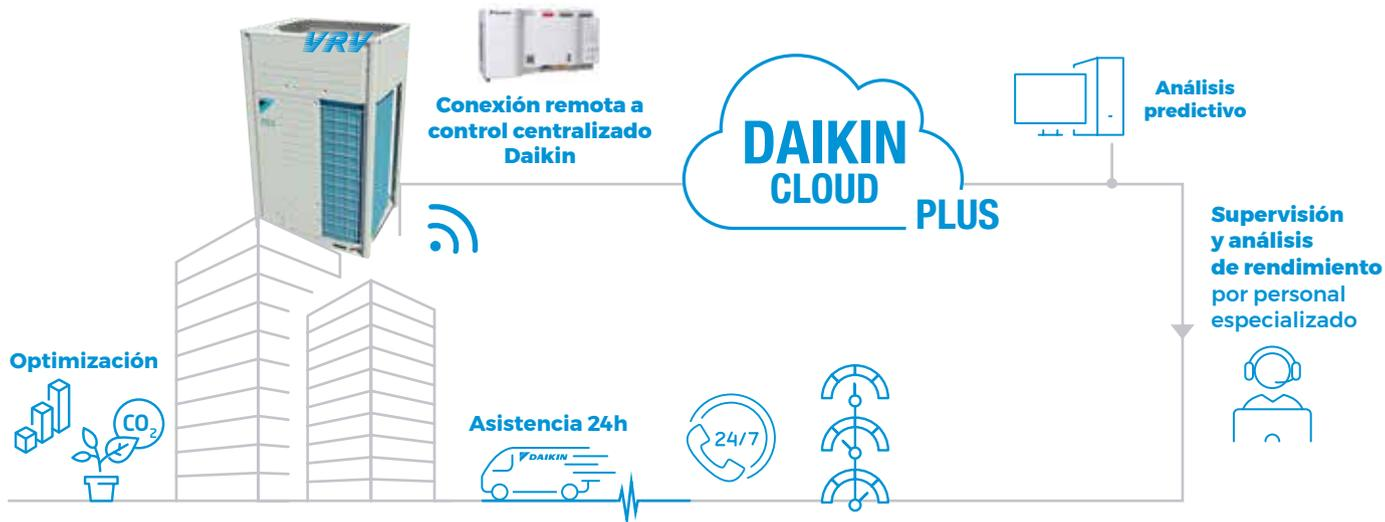 VRV
Conexión remota a
control centralizado
Daikin
DAIKIN
CLOUD
PLUS
Análisis
predictivo
Supervisión
y análisis
de rendimiento
por personal
especializado
Optimización
CO2
Asistencia 24h
DAIKIN
24/7